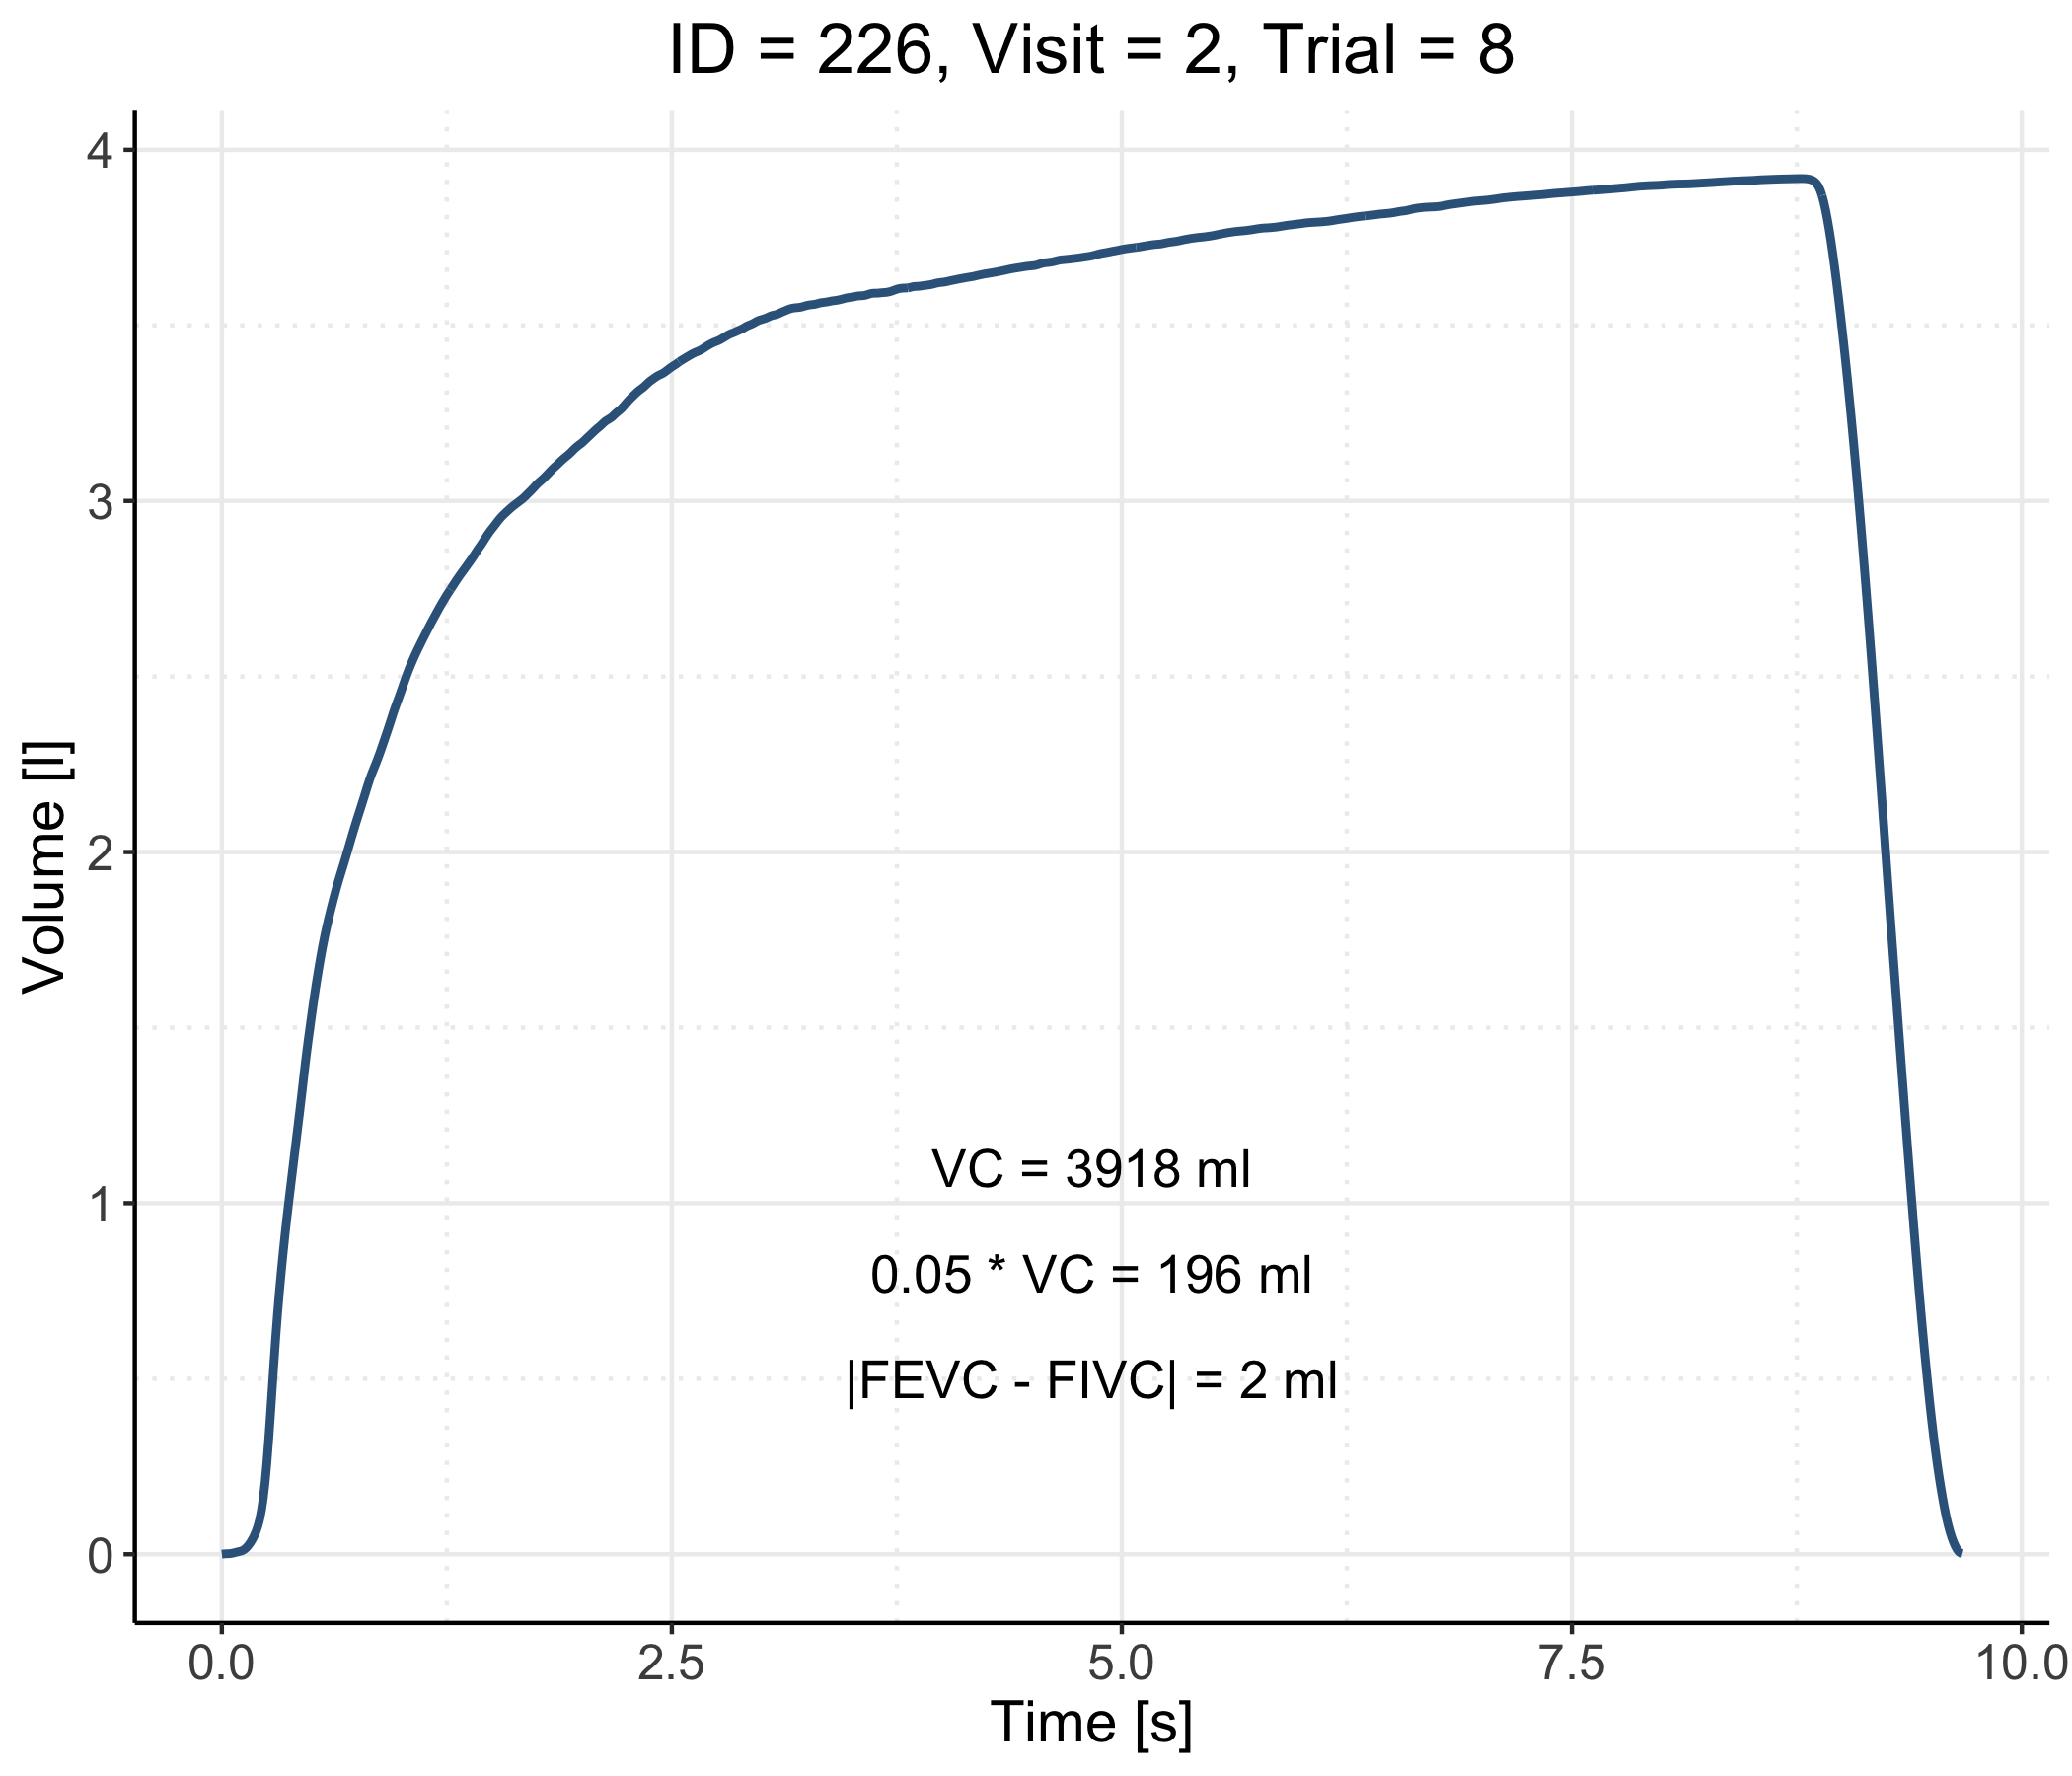 ID = 226, Visit = 2, Trial = 8
4
3
2
1
0
Volume [l]
VC = 3918 ml
0.05 * VC = 196 ml
|FEVC - FIVC| = 2 ml
0.0 2.5 5.0 7.5 10.0
Time [s]